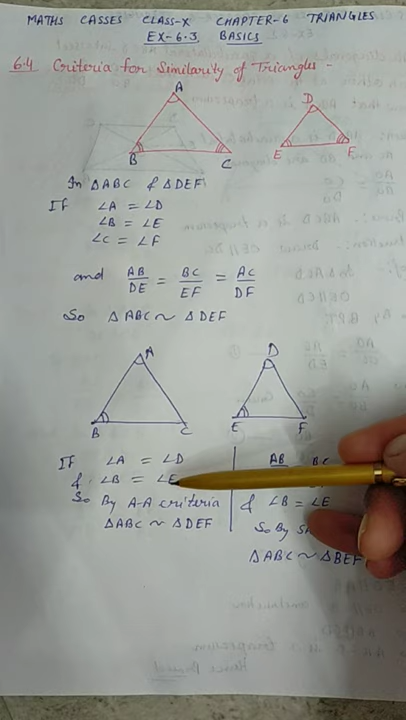 MATHS CASSES CLASS-X CHAPTER-6 TRIANGLES
EX-6.3 BASICS
6.4 Criteria for Similarity of Triangles -
A
B C
D
E F
In ΔABC & ΔDEF
If ∠A = ∠D
∠B = ∠E
∠C = ∠F
and AB/DE = BC/EF = AC/DF
So ΔABC ~ ΔDEF
A
B C
D
E F
If ∠A = ∠D
& ∠B = ∠E
So By A-A criteria
ΔABC ~ ΔDEF
AB BC
& ∠B = ∠E
So By
ΔABC ~ ΔBEF